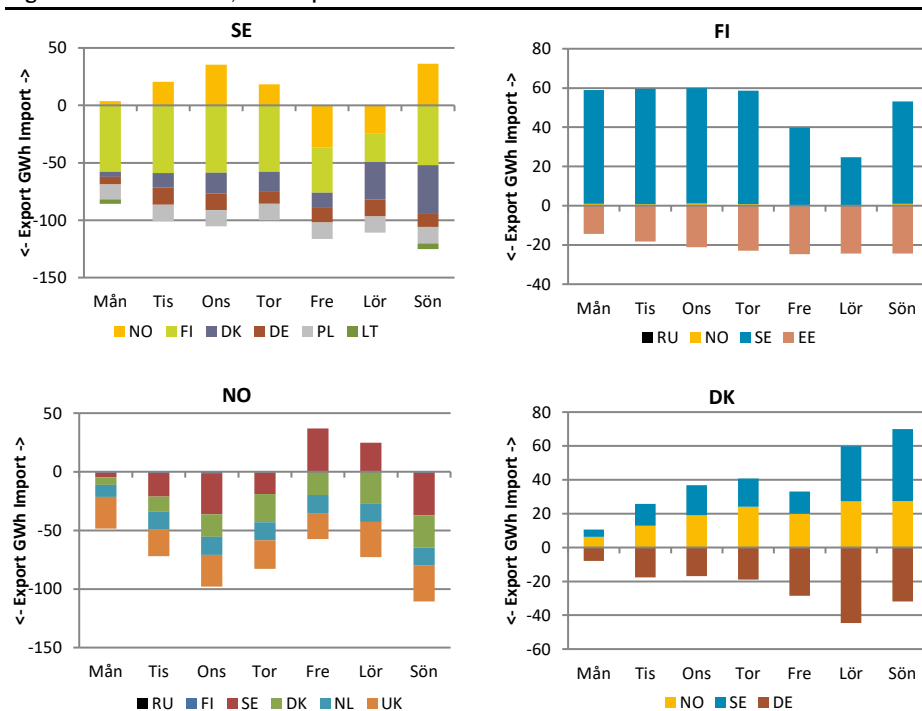 SE
50
0
-50
-100
-150
<- Export GWh Import ->
Mån Tis Ons Tor Fre Lör Sön
NO FI DK DE PL LT
FI
80
60
40
20
0
-20
-40
<- Export GWh Import ->
Mån Tis Ons Tor Fre Lör Sön
RU NO SE EE
NO
50
0
-50
-100
-150
<- Export GWh Import ->
Mån Tis Ons Tor Fre Lör Sön
RU FI SE DK NL UK
DK
80
60
40
20
0
-20
-40
-60
<- Export GWh Import ->
Mån Tis Ons Tor Fre Lör Sön
NO SE DE